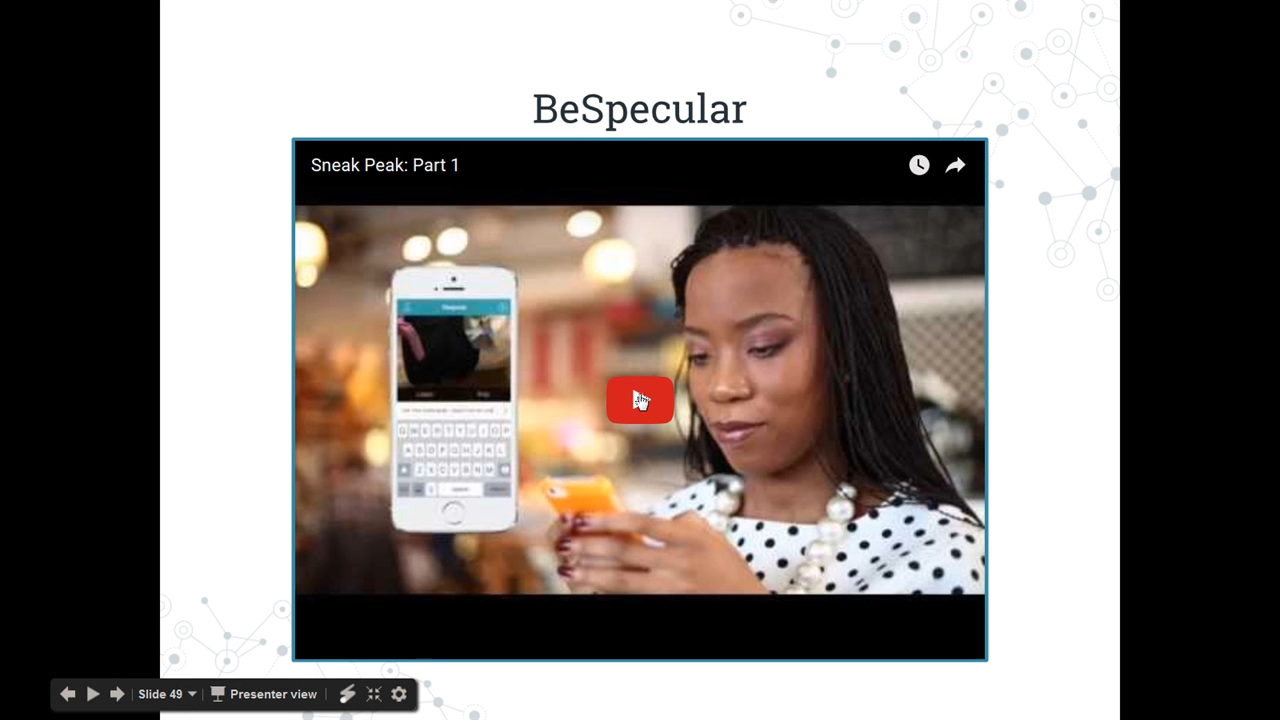 BeSpecular
Sneak Peak: Part 1
Q W E R T Y U I O P
A S D F G H J K L
Z X C V B N M
Slide 49
Presenter view